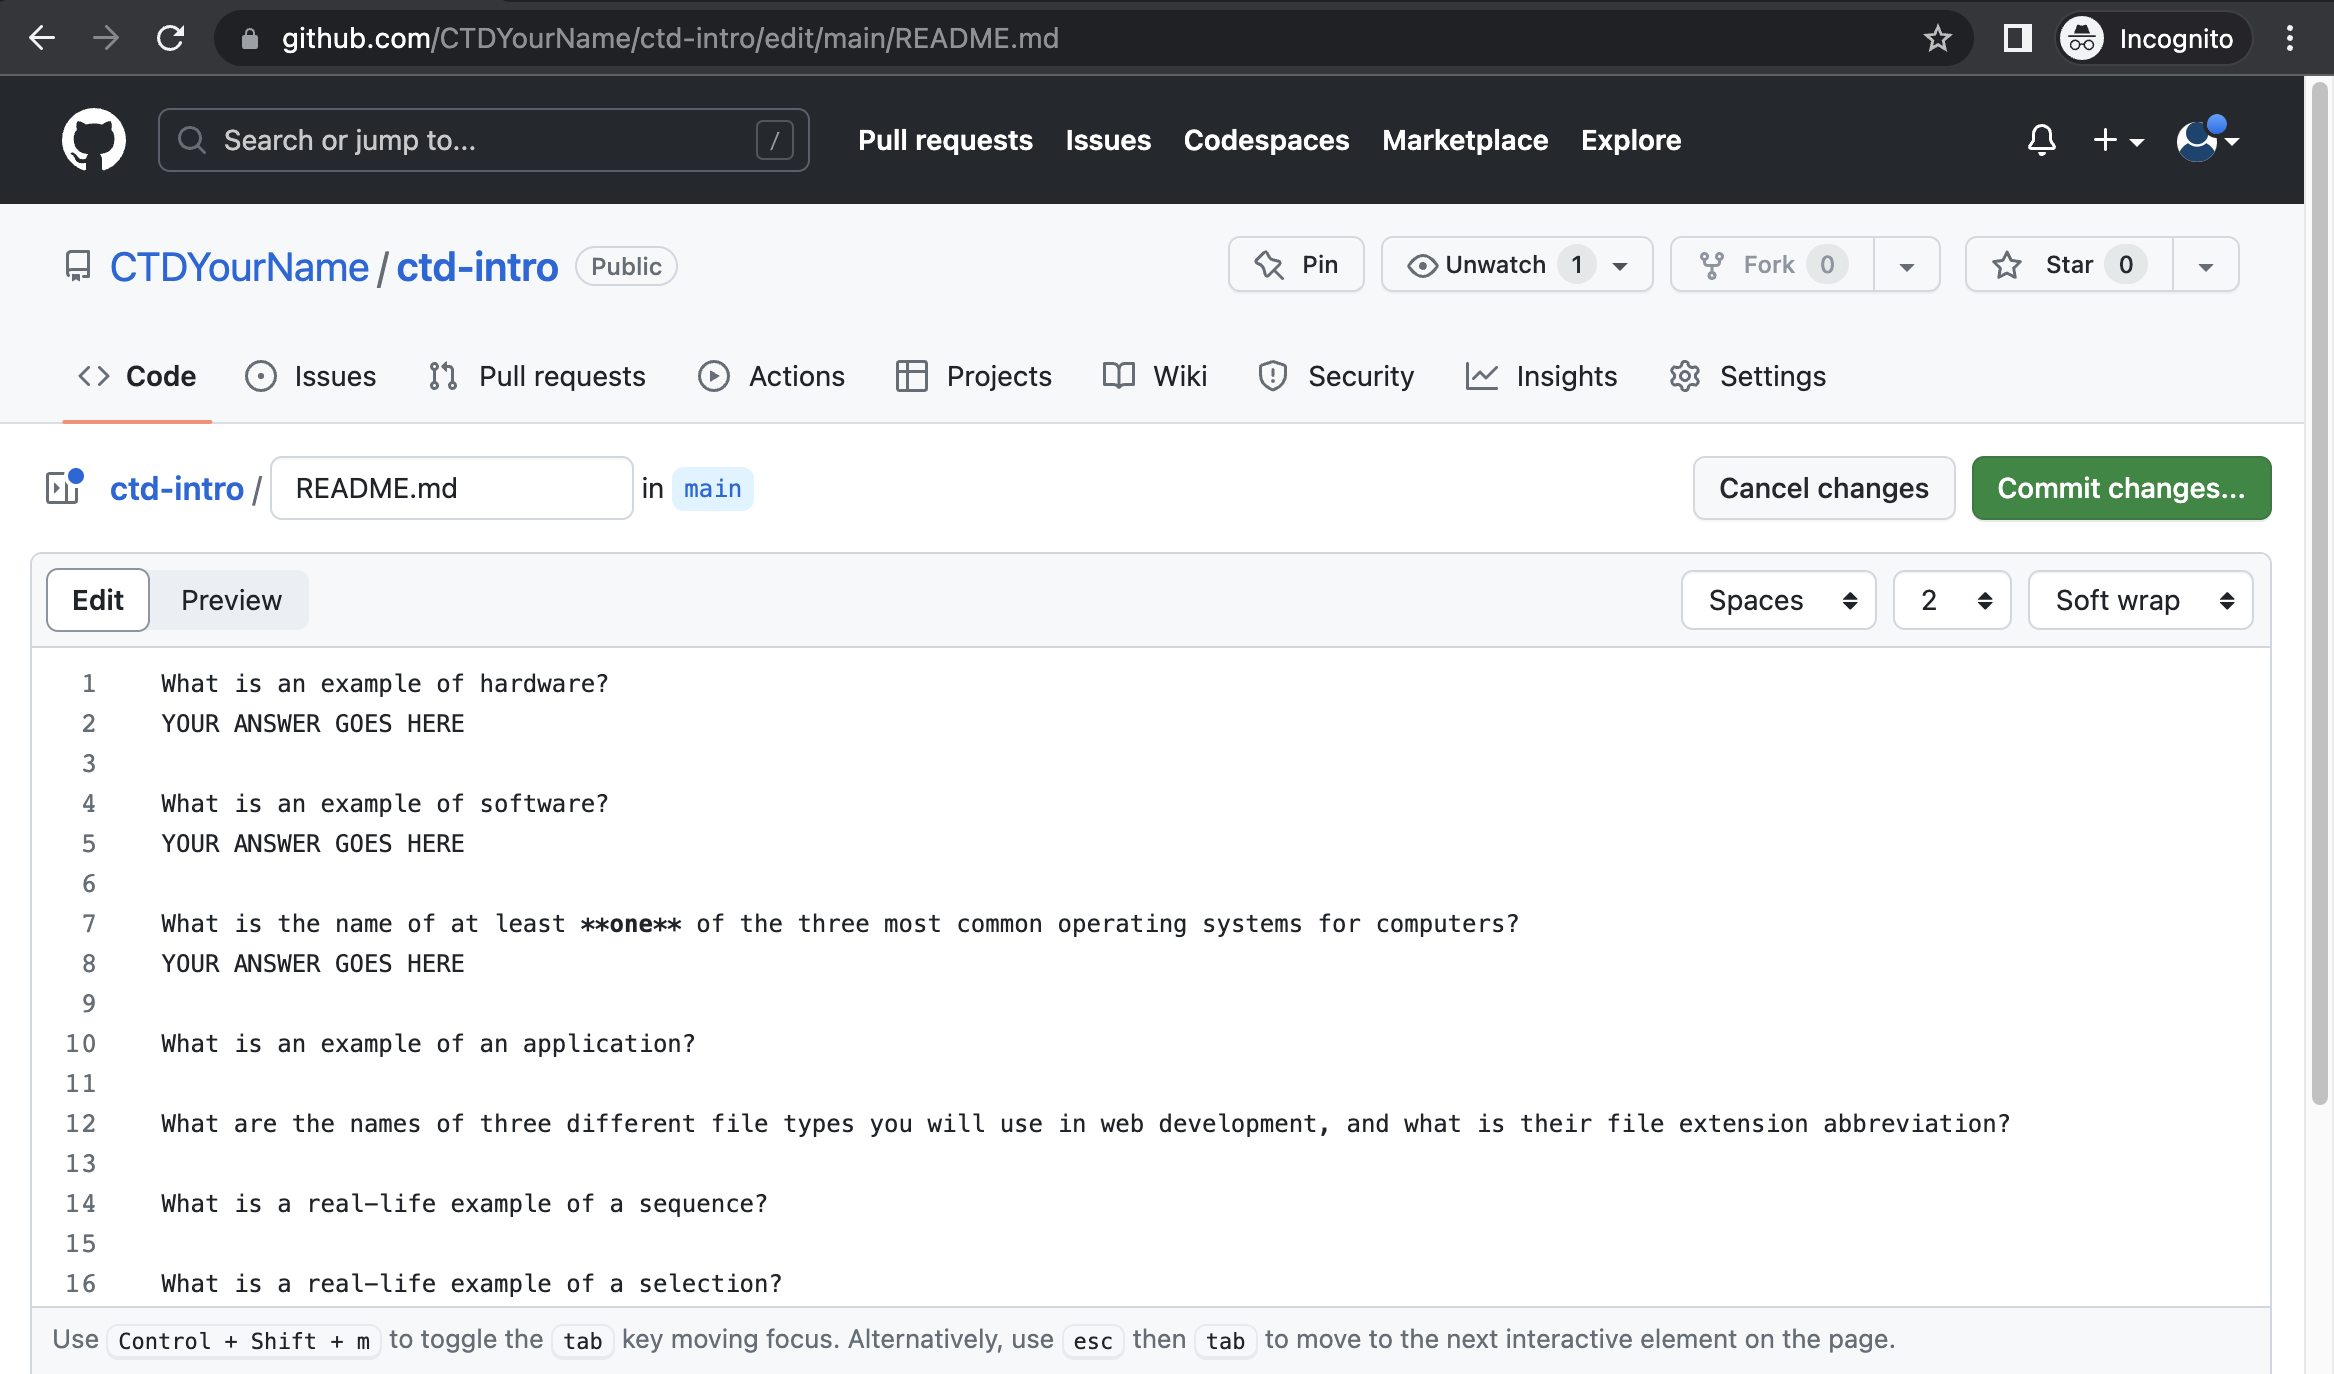 github.com/CTDYourName/ctd-intro/edit/main/README.md
Incognito
Search or jump to...
/
Pull requests
Issues
Codespaces
Marketplace
Explore
CTDYourName / ctd-intro
Public
Pin
Unwatch 1
Fork 0
Star 0
Code
Issues
Pull requests
Actions
Projects
Wiki
Security
Insights
Settings
ctd-intro / README.md in main
Cancel changes
Commit changes...
Edit
Preview
Spaces
2
Soft wrap
1 What is an example of hardware?
2 YOUR ANSWER GOES HERE
3
4 What is an example of software?
5 YOUR ANSWER GOES HERE
6
7 What is the name of at least **one** of the three most common operating systems for computers?
8 YOUR ANSWER GOES HERE
9
10 What is an example of an application?
11
12 What are the names of three different file types you will use in web development, and what is their file extension abbreviation?
13
14 What is a real-life example of a sequence?
15
16 What is a real-life example of a selection?
Use Control + Shift + m to toggle the tab key moving focus. Alternatively, use esc then tab to move to the next interactive element on the page.